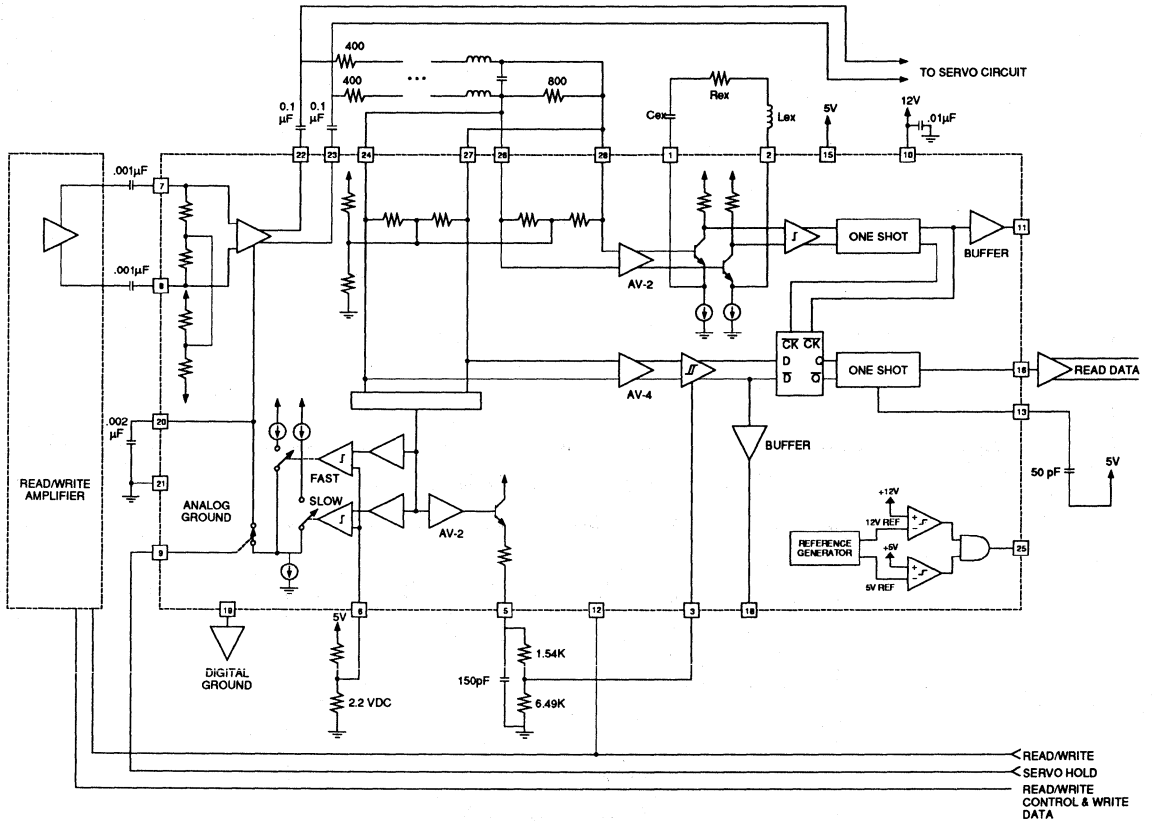 400
400
...
800
TO SERVO CIRCUIT
Rex
Cex
Lex
5V
12V
.01µF
0.1
µF
0.1
µF
22
23
24
27
26
28
1
2
15
10
.001µF
7
.001µF
8
ONE SHOT
BUFFER
11
AV-2
CK CK
D Q
D Q
ONE SHOT
16
READ DATA
AV-4
13
BUFFER
50 pF
5V
.002
µF
20
21
READ/WRITE
AMPLIFIER
ANALOG
GROUND
9
FAST
SLOW
AV-2
+12V
12V REF
+
-
REFERENCE
GENERATOR
+5V
5V REF
+
-
25
19
6
5
12
3
18
DIGITAL
GROUND
5V
2.2 VDC
150pF
1.54K
6.49K
READ/WRITE
SERVO HOLD
READ/WRITE
CONTROL & WRITE
DATA